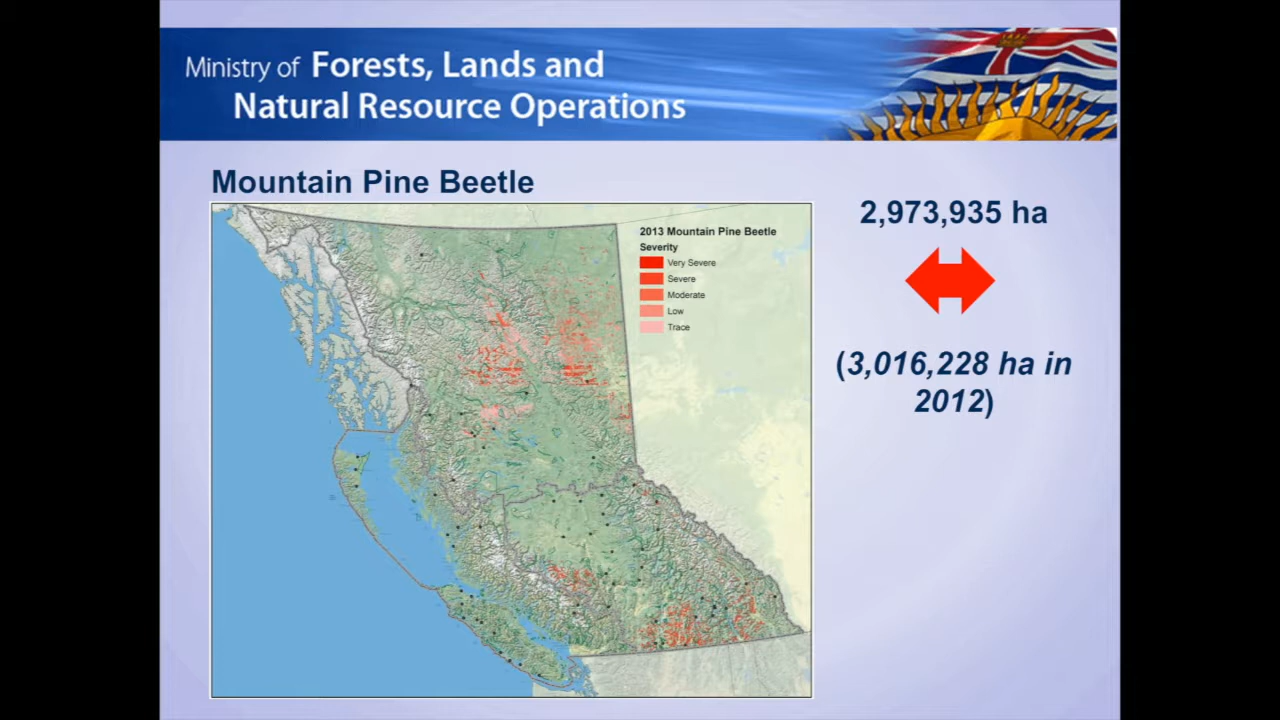 Ministry of Forests, Lands and
Natural Resource Operations
Mountain Pine Beetle
2013 Mountain Pine Beetle
Severity
Very Severe
Severe
Moderate
Low
Trace
2,973,935 ha
(3,016,228 ha in
2012)